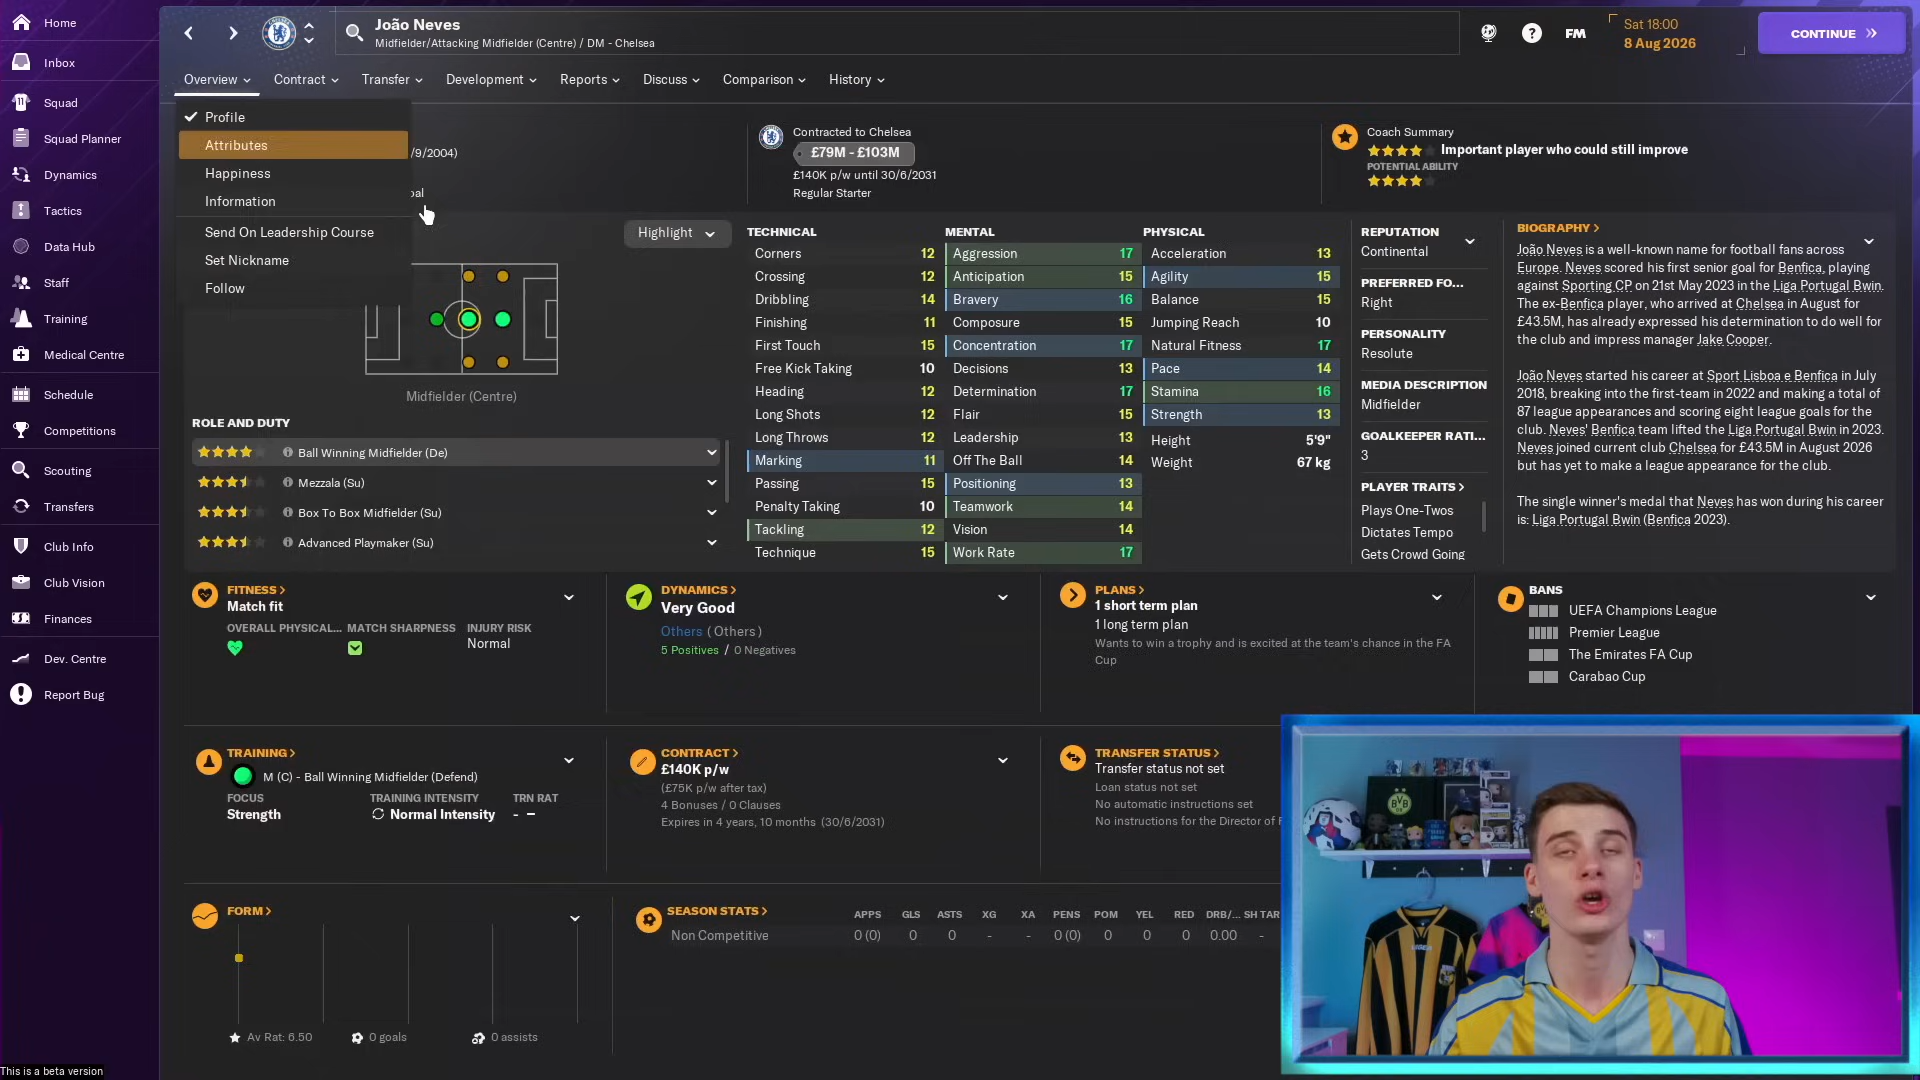 Home
Inbox
Squad
Squad Planner
Dynamics
Tactics
Data Hub
Staff
Training
Medical Centre
Schedule
Competitions
Scouting
Transfers
Club Info
Club Vision
Finances
Dev. Centre
Report Bug
This is a beta version
João Neves
Midfielder/Attacking Midfielder (Centre) / DM - Chelsea
FM
Sat 18:00
8 Aug 2026
CONTINUE
Overview
Contract
Transfer
Development
Reports
Discuss
Comparison
History
Profile
Attributes
Happiness
Information
Send On Leadership Course
Set Nickname
Follow
/9/2004)
oal
Contracted to Chelsea
£79M - £103M
£140K p/w until 30/6/2031
Regular Starter
Coach Summary
Important player who could still improve
POTENTIAL ABILITY
Highlight
Midfielder (Centre)
ROLE AND DUTY
Ball Winning Midfielder (De)
Mezzala (Su)
Box To Box Midfielder (Su)
Advanced Playmaker (Su)
TECHNICAL
Corners 12
Crossing 12
Dribbling 14
Finishing 11
First Touch 15
Free Kick Taking 10
Heading 12
Long Shots 12
Long Throws 12
Marking 11
Passing 15
Penalty Taking 10
Tackling 12
Technique 15
MENTAL
Aggression 17
Anticipation 15
Bravery 16
Composure 15
Concentration 17
Decisions 13
Determination 17
Flair 15
Leadership 13
Off The Ball 14
Positioning 13
Teamwork 14
Vision 14
Work Rate 17
PHYSICAL
Acceleration 13
Agility 15
Balance 15
Jumping Reach 10
Natural Fitness 17
Pace 14
Stamina 16
Strength 13
Height 5'9"
Weight 67 kg
REPUTATION
Continental
PREFERRED FO...
Right
PERSONALITY
Resolute
MEDIA DESCRIPTION
Midfielder
GOALKEEPER RATI...
3
PLAYER TRAITS
Plays One-Twos
Dictates Tempo
Gets Crowd Going
BIOGRAPHY
João Neves is a well-known name for football fans across
Europe. Neves scored his first senior goal for Benfica, playing
against Sporting CP on 21st May 2023 in the Liga Portugal Bwin.
The ex-Benfica player, who arrived at Chelsea in August for
£43.5M, has already expressed his determination to do well for
the club and impress manager Jake Cooper.
João Neves started his career at Sport Lisboa e Benfica in July
2018, breaking into the first-team in 2022 and making a total of
87 league appearances and scoring eight league goals for the
club. Neves' Benfica team lifted the Liga Portugal Bwin in 2023.
Neves joined current club Chelsea for £43.5M in August 2026
but has yet to make a league appearance for the club.
The single winner's medal that Neves has won during his career
is: Liga Portugal Bwin (Benfica 2023).
FITNESS
Match fit
OVERALL PHYSICAL... MATCH SHARPNESS INJURY RISK
Normal
DYNAMICS
Very Good
Others ( Others )
5 Positives / 0 Negatives
PLANS
1 short term plan
1 long term plan
Wants to win a trophy and is excited at the team's chance in the FA
Cup
BANS
UEFA Champions League
Premier League
The Emirates FA Cup
Carabao Cup
TRAINING
M (C) - Ball Winning Midfielder (Defend)
FOCUS TRAINING INTENSITY TRN RAT
Strength Normal Intensity - -
CONTRACT
£140K p/w
(£75K p/w after tax)
4 Bonuses / 0 Clauses
Expires in 4 years, 10 months (30/6/2031)
TRANSFER STATUS
Transfer status not set
Loan status not set
No automatic instructions set
No instructions for the Director of F
FORM
Av Rat: 6.50 0 goals 0 assists
SEASON STATS APPS GLS ASTS XG XA PENS POM YEL RED DRB/... SH TAR
Non Competitive 0 (0) 0 0 - - 0 (0) 0 0 0 0.00 -
BVB
09